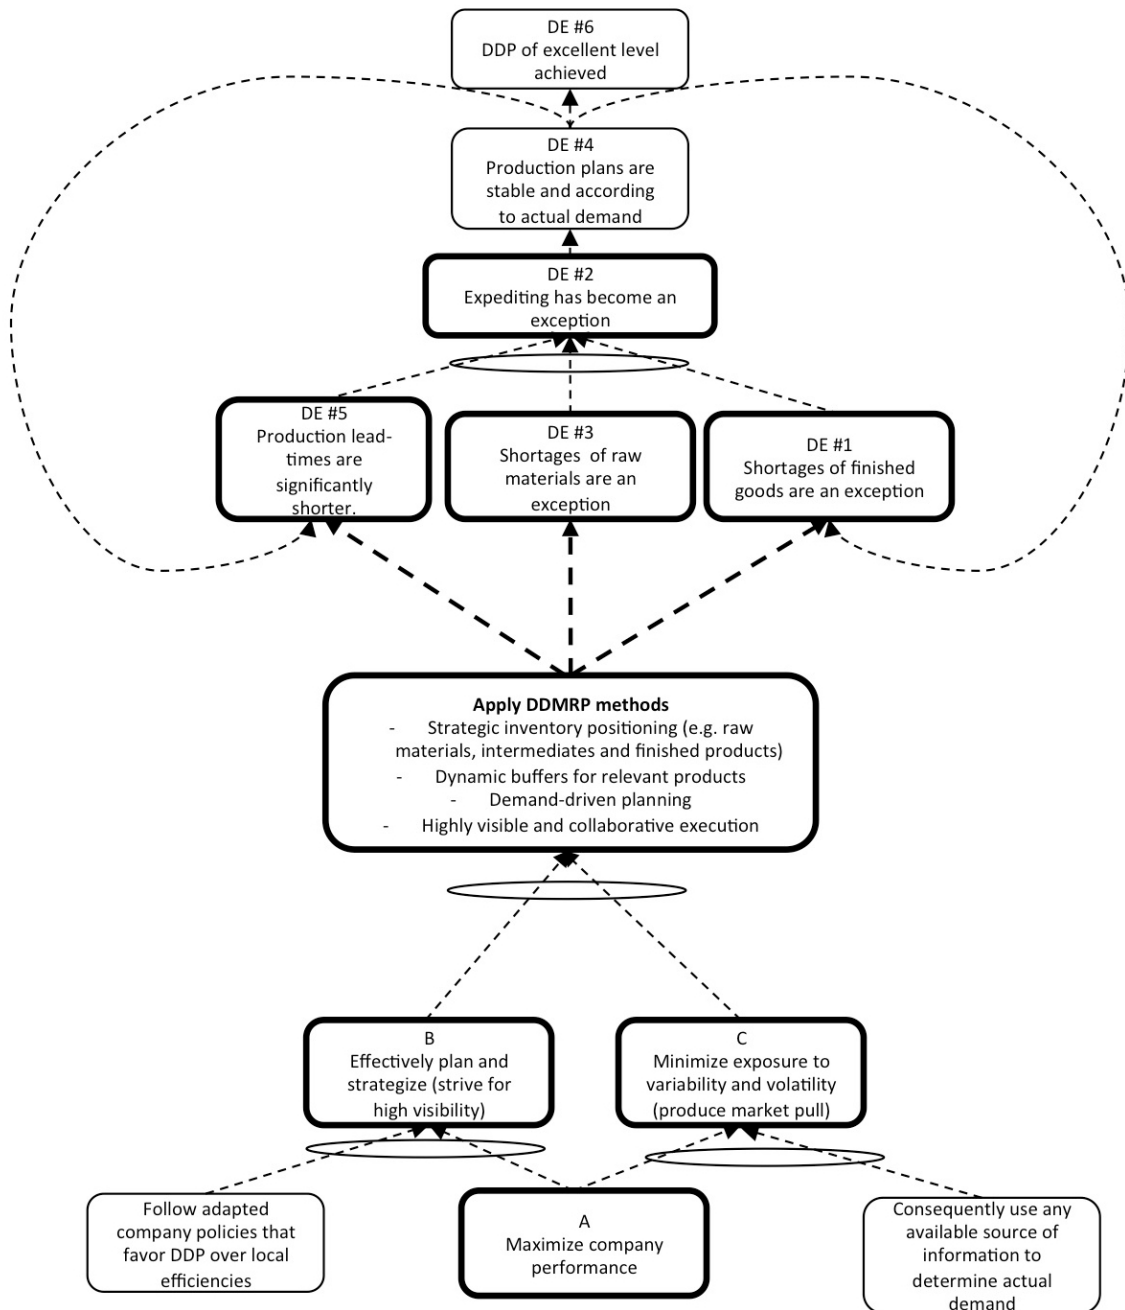 DE #6
DDP of excellent level
achieved
DE #4
Production plans are
stable and according
to actual demand
DE #2
Expediting has become an
exception
DE #5
Production lead-
times are
significantly
shorter.
DE #3
Shortages of raw
materials are an
exception
DE #1
Shortages of finished
goods are an exception
Apply DDMRP methods
- Strategic inventory positioning (e.g. raw
materials, intermediates and finished products)
- Dynamic buffers for relevant products
- Demand-driven planning
- Highly visible and collaborative execution
B
Effectively plan and
strategize (strive for
high visibility)
C
Minimize exposure to
variability and volatility
(produce market pull)
Follow adapted
company policies that
favor DDP over local
efficiencies
A
Maximize company
performance
Consequently use any
available source of
information to
determine actual
demand